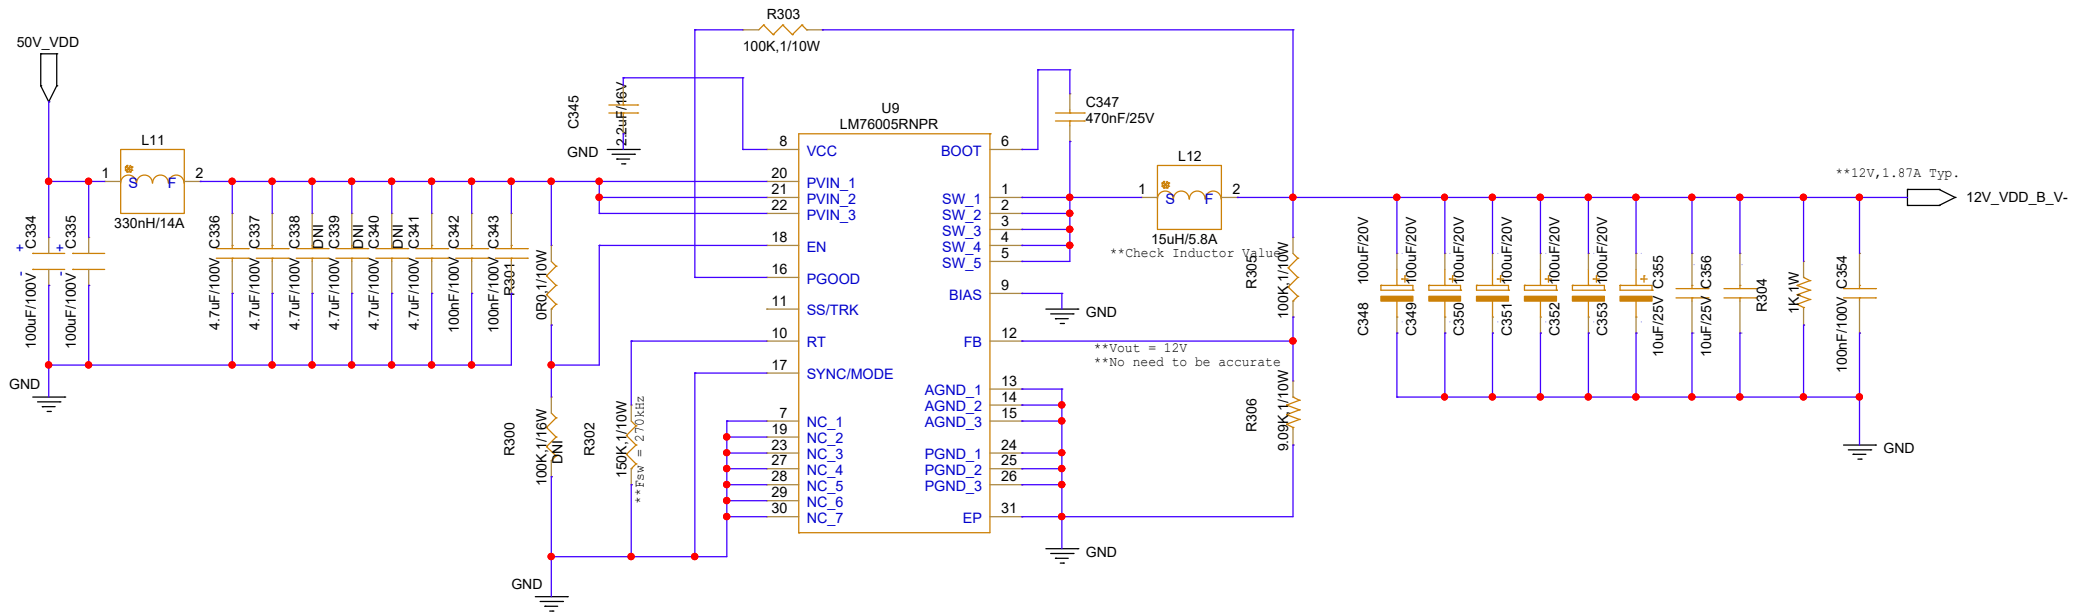 50V_VDD
L11
1
S
F
2
330nH/14A
C334
100uF/100V
C335
100uF/100V
+
+
-
-
GND
C336
4.7uF/100V
C337
4.7uF/100V
C338
4.7uF/100V
DNI
C339
4.7uF/100V
DNI
C340
4.7uF/100V
DNI
C341
4.7uF/100V
C342
100nF/100V
C343
100nF/100V
R301
0R0,1/10W
R300
100K,1/16W
DNI
R302
150K,1/10W
**Fsw = 270kHz
GND
C345
2.2uF/16V
GND
R303
100K,1/10W
U9
LM76005RNPR
8 VCC
20 PVIN_1
21 PVIN_2
22 PVIN_3
18 EN
16 PGOOD
11 SS/TRK
10 RT
17 SYNC/MODE
7 NC_1
19 NC_2
23 NC_3
27 NC_4
28 NC_5
29 NC_6
30 NC_7
BOOT 6
SW_1 1
SW_2 2
SW_3 3
SW_4 4
SW_5 5
BIAS 9
FB 12
AGND_1 13
AGND_2 14
AGND_3 15
PGND_1 24
PGND_2 25
PGND_3 26
EP 31
C347
470nF/25V
L12
1
S
F
2
15uH/5.8A
**Check Inductor Value
GND
**Vout = 12V
**No need to be accurate
R305
100K,1/10W
R306
9.09K,1/10W
GND
C348
100uF/20V
+
C349
100uF/20V
+
C350
100uF/20V
+
C351
100uF/20V
+
C352
100uF/20V
+
C353
100uF/20V
+
C355
10uF/25V
C356
10uF/25V
R304
1K,1W
C354
100nF/100V
GND
**12V,1.87A Typ.
12V_VDD_B_V-